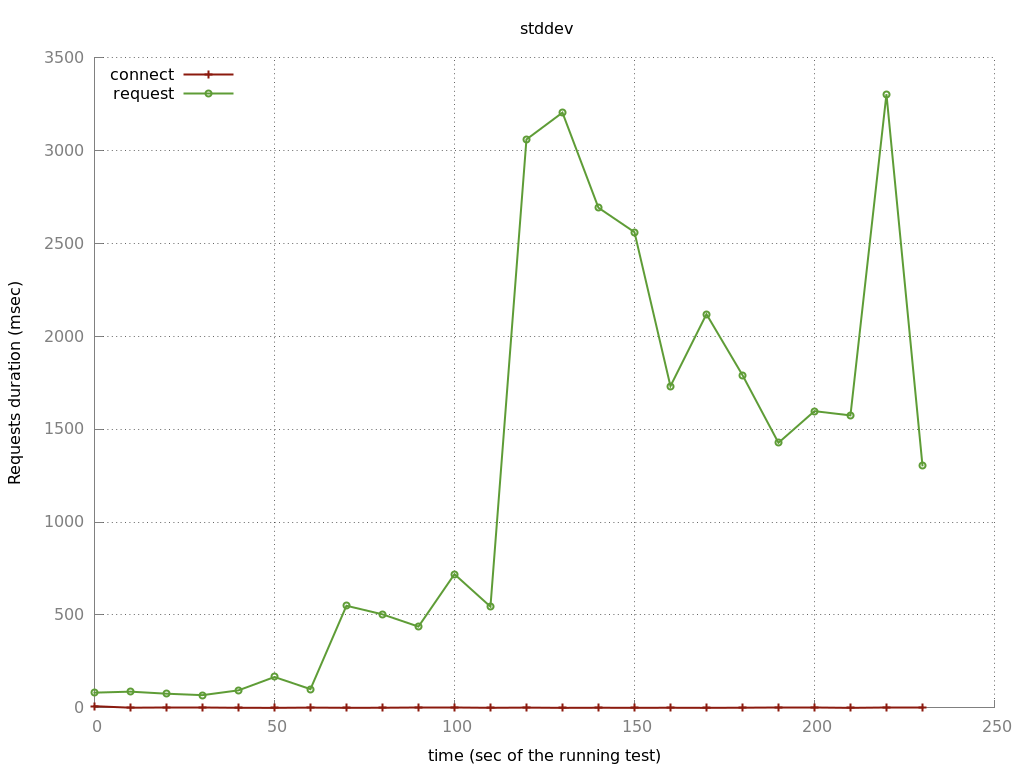 stddev
3500
connect
request
3000
2500
2000
1500
1000
500
0
0 50 100 150 200 250
Requests duration (msec)
time (sec of the running test)